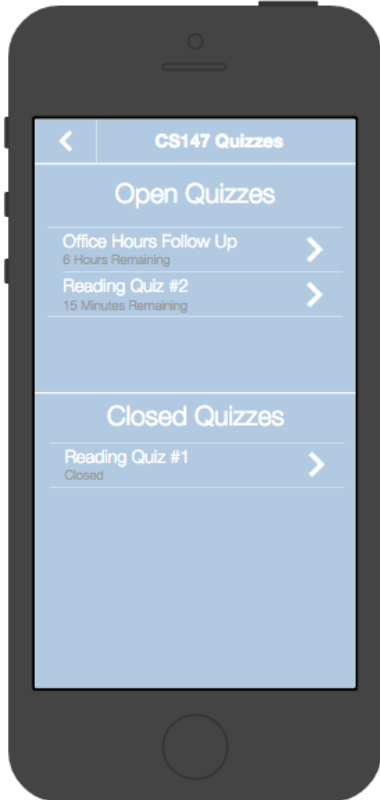 CS147 Quizzes
Open Quizzes
Office Hours Follow Up
6 Hours Remaining
Reading Quiz #2
15 Minutes Remaining
Closed Quizzes
Reading Quiz #1
Closed